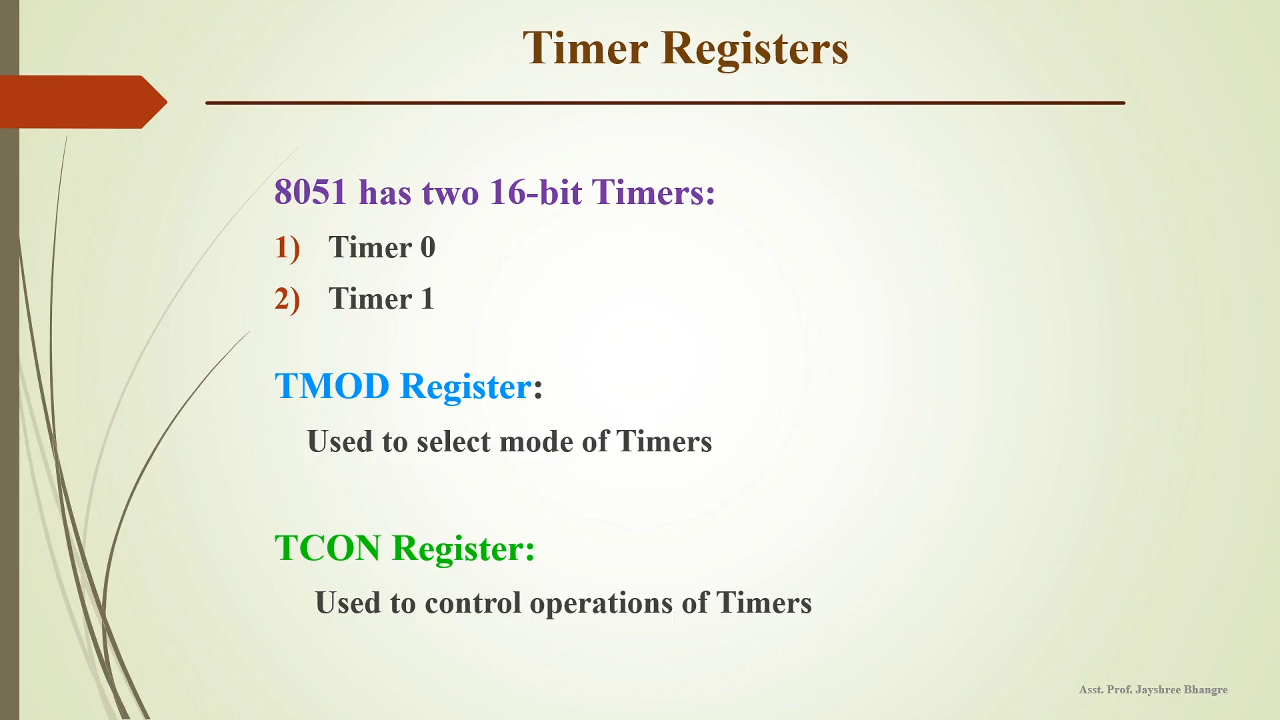 Timer Registers
8051 has two 16-bit Timers:
1) Timer 0
2) Timer 1
TMOD Register:
Used to select mode of Timers
TCON Register:
Used to control operations of Timers
Asst. Prof. Jayshree Bhangre